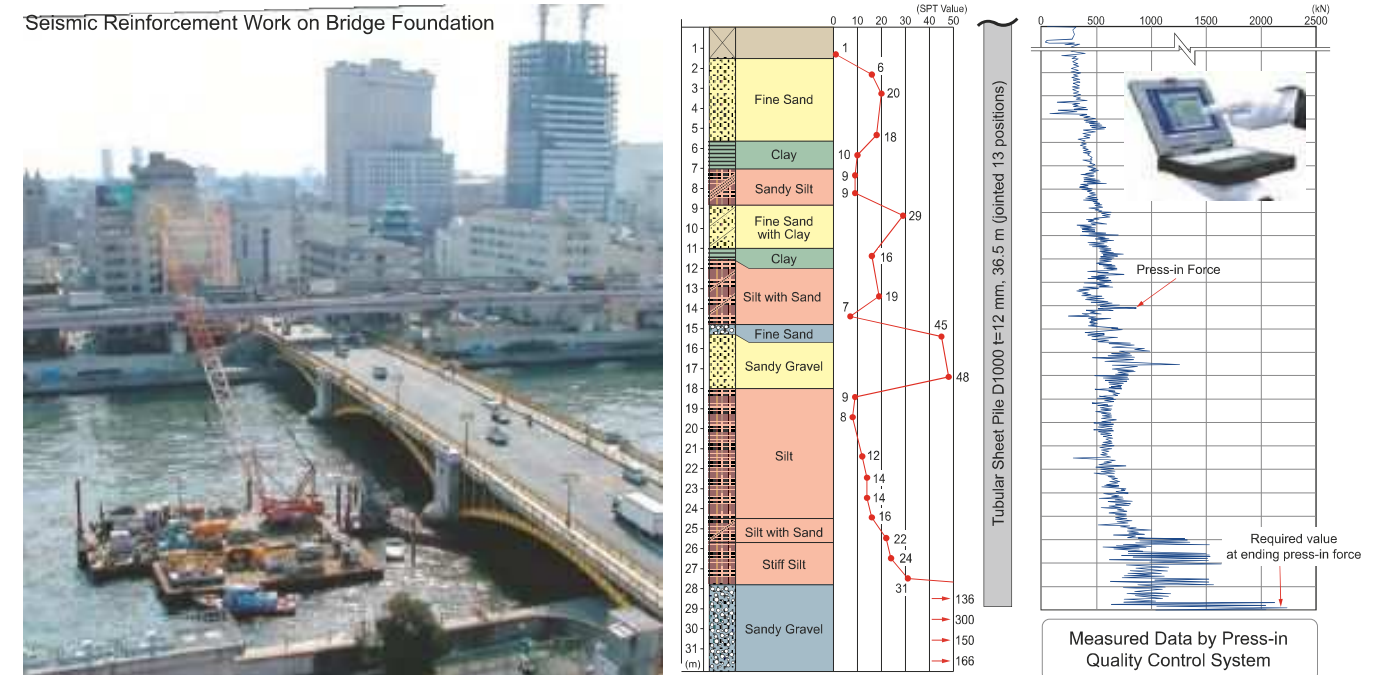 Seismic Reinforcement Work on Bridge Foundation
(SPT Value)
0 10 20 30 40 50
1
2
3
4
5
6
7
8
9
10
11
12
13
14
15
16
17
18
19
20
21
22
23
24
25
26
27
28
29
30
31
(m)
Fine Sand
Clay
Sandy Silt
Fine Sand
with Clay
Clay
Silt with Sand
Fine Sand
Sandy Gravel
Silt
Silt with Sand
Stiff Silt
Sandy Gravel
1
6
20
18
10
9
9
29
16
19
7
45
48
9
8
12
14
14
16
22
24
31
136
300
150
166
Tubular Sheet Pile D1000 t=12 mm, 36.5 m (jointed 13 positions)
(kN)
0 500 1000 1500 2000 2500
Press-in Force
Required value
at ending press-in force
Measured Data by Press-in
Quality Control System